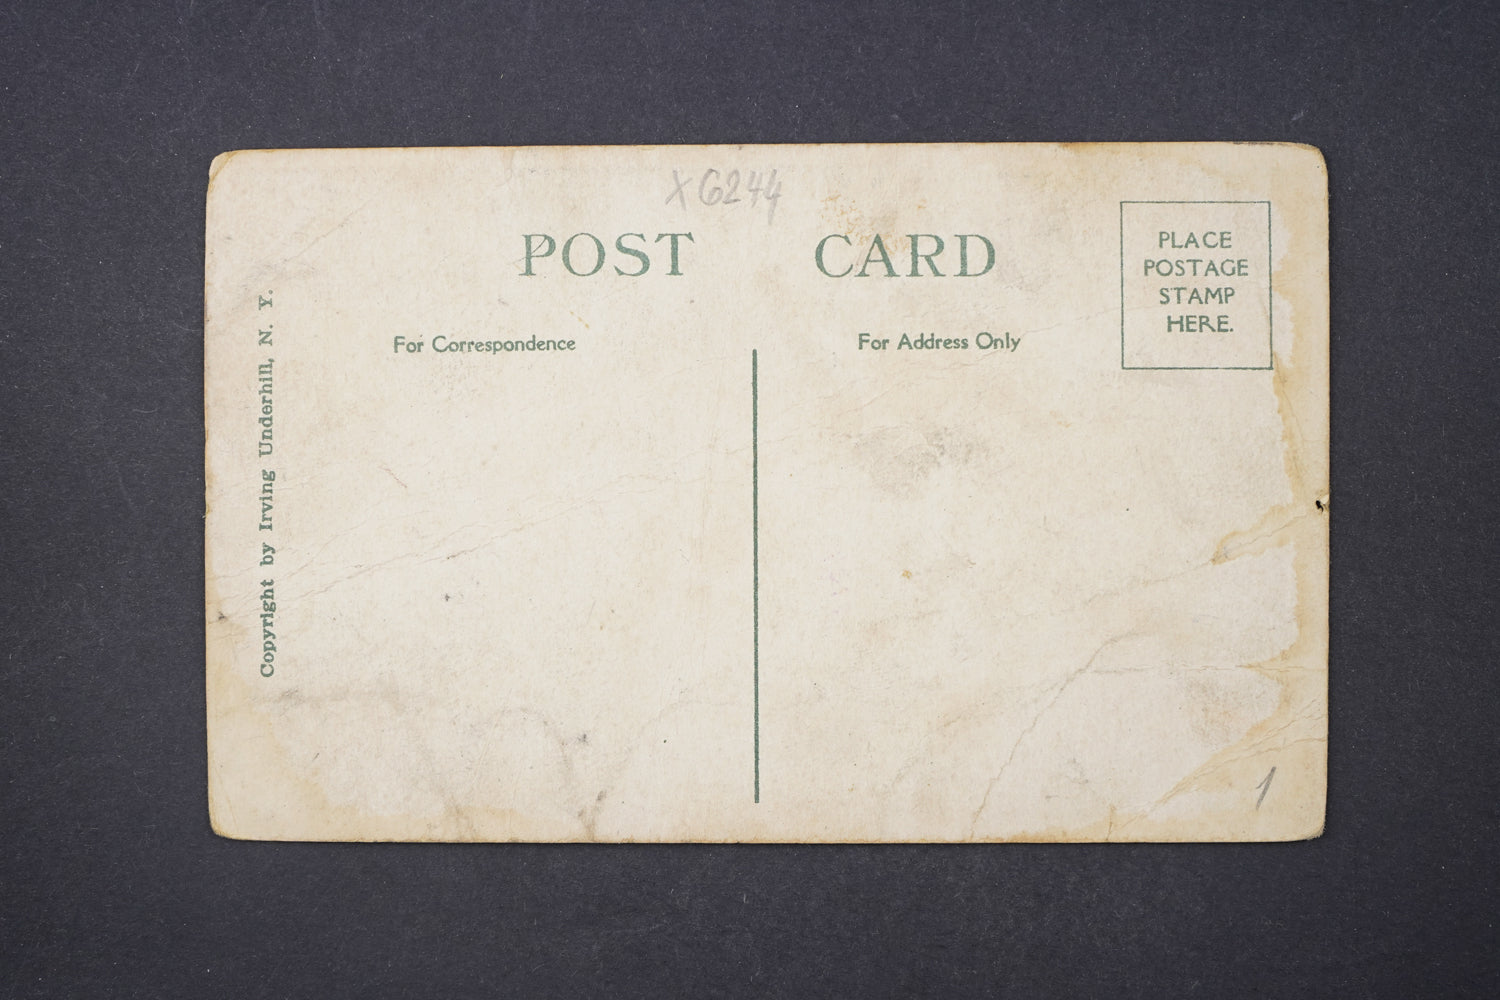 X6244
POST CARD
PLACE
POSTAGE
STAMP
HERE.
For Correspondence
For Address Only
Copyright by Irving Underhill, N. Y.
1